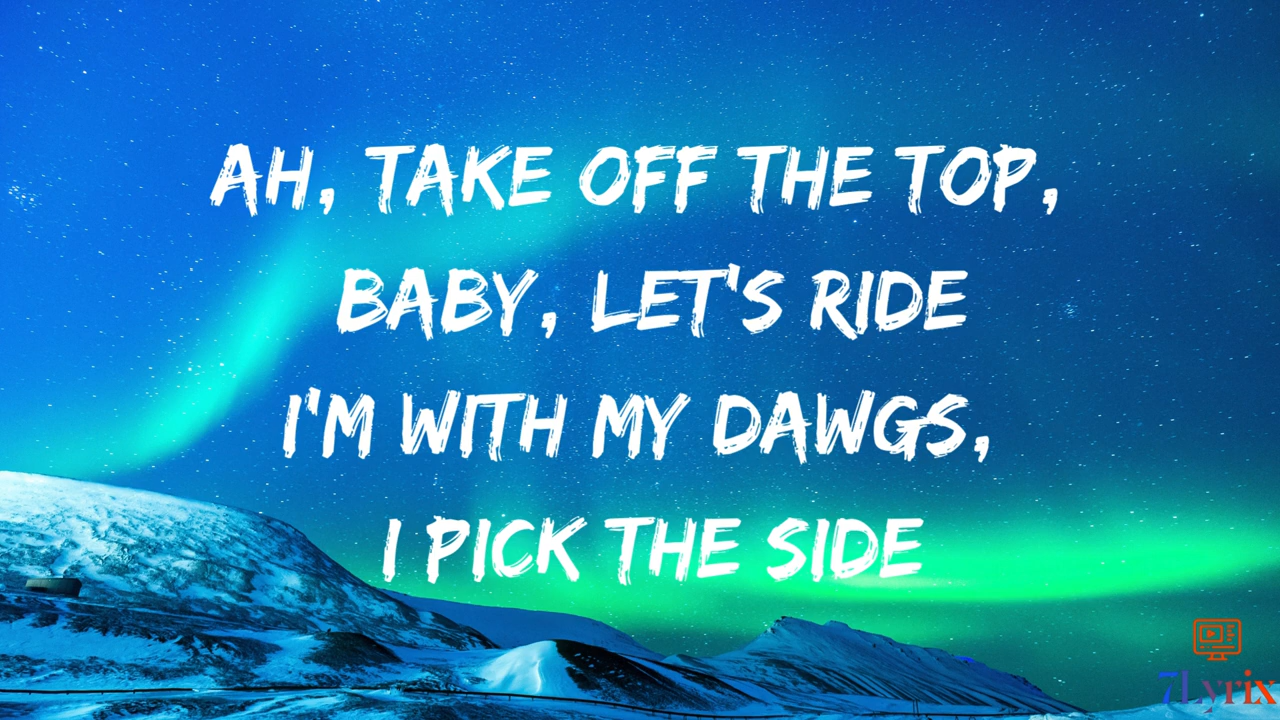 AH, TAKE OFF THE TOP,
BABY, LET'S RIDE
I'M WITH MY DAWGS,
I PICK THE SIDE
7Lyrix